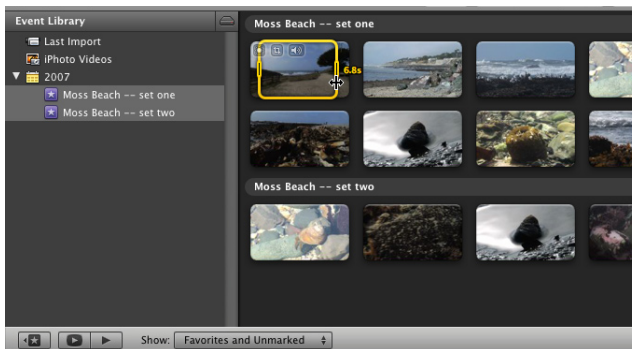 Event Library
Moss Beach -- set one
Last Import
iPhoto Videos
2007
Moss Beach -- set one
Moss Beach -- set two
6.8s
Moss Beach -- set two
Show: Favorites and Unmarked